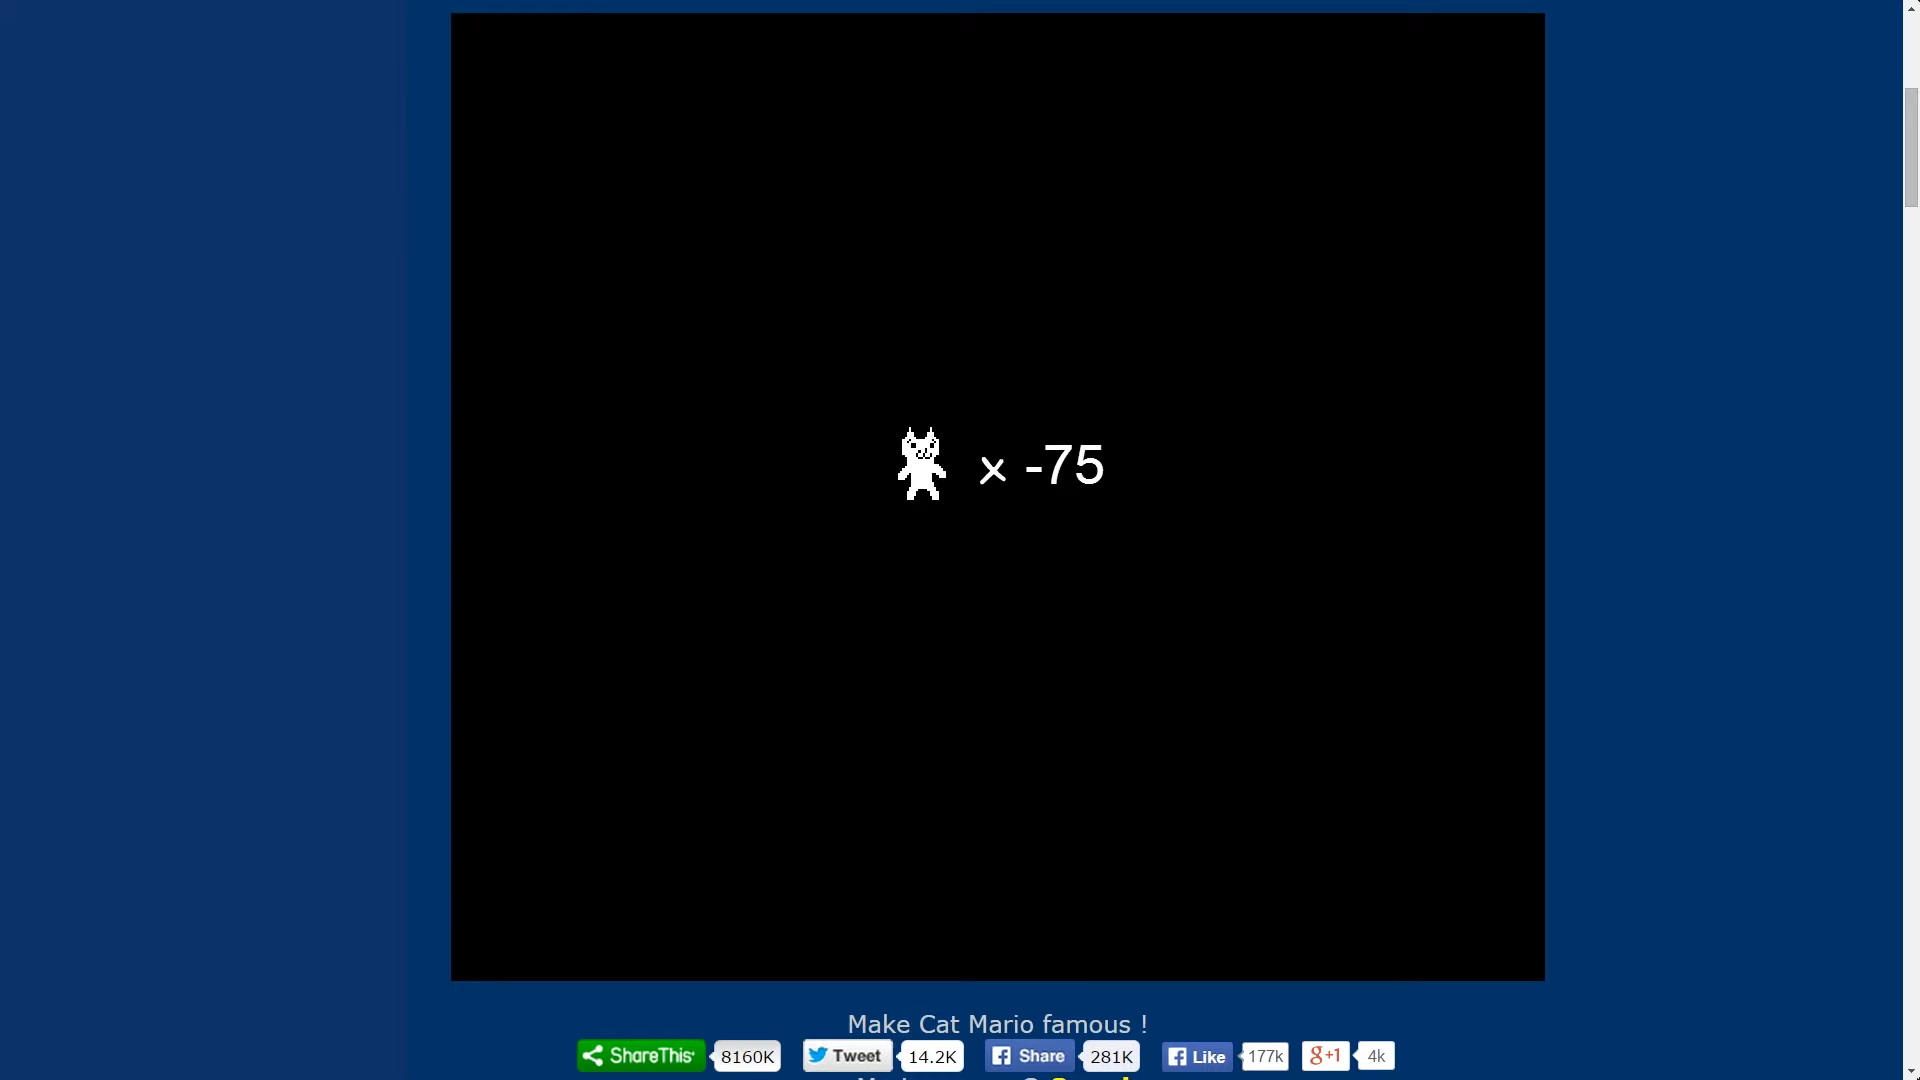 x -75
Make Cat Mario famous !
ShareThis 8160K Tweet 14.2K Share 281K Like 177k g+1 4k